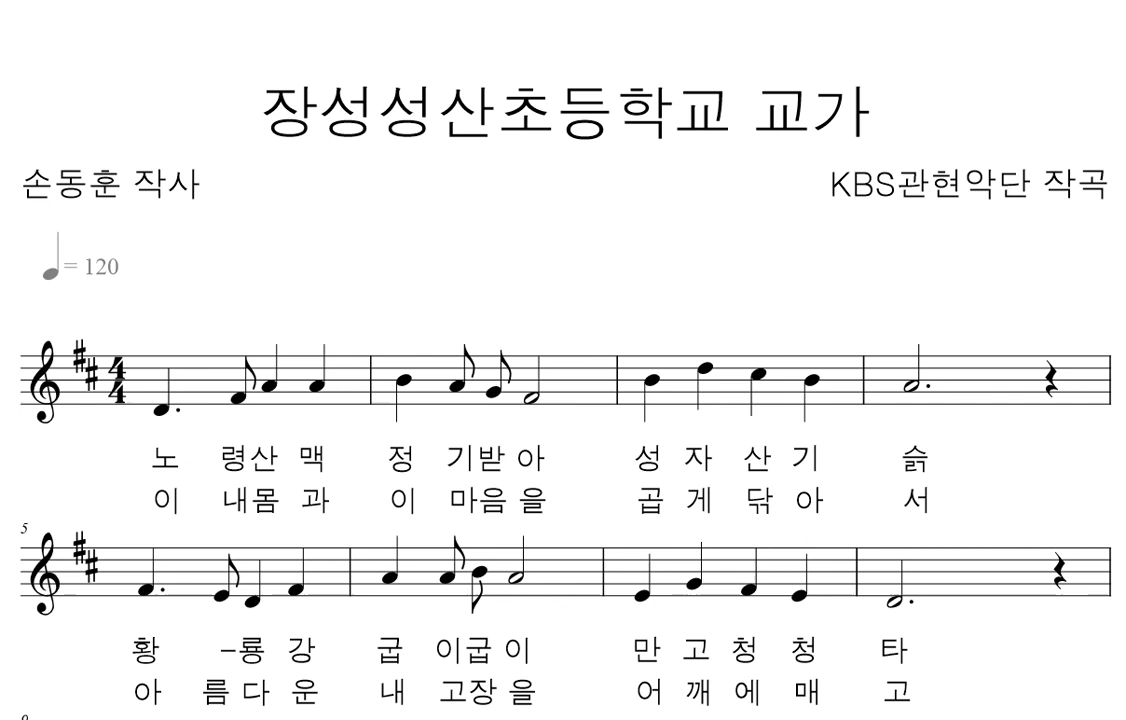 장성성산초등학교 교가
손동훈 작사
KBS관현악단 작곡
= 120
4
4
노 령산 맥 정 기받 아 성 자 산 기 슭
이 내몸 과 이 마음 을 곱 게 닦 아 서
5
황 -룡 강 굽 이굽 이 만 고 청 청 타
아 름 다 운 내 고장 을 어 깨 에 매 고